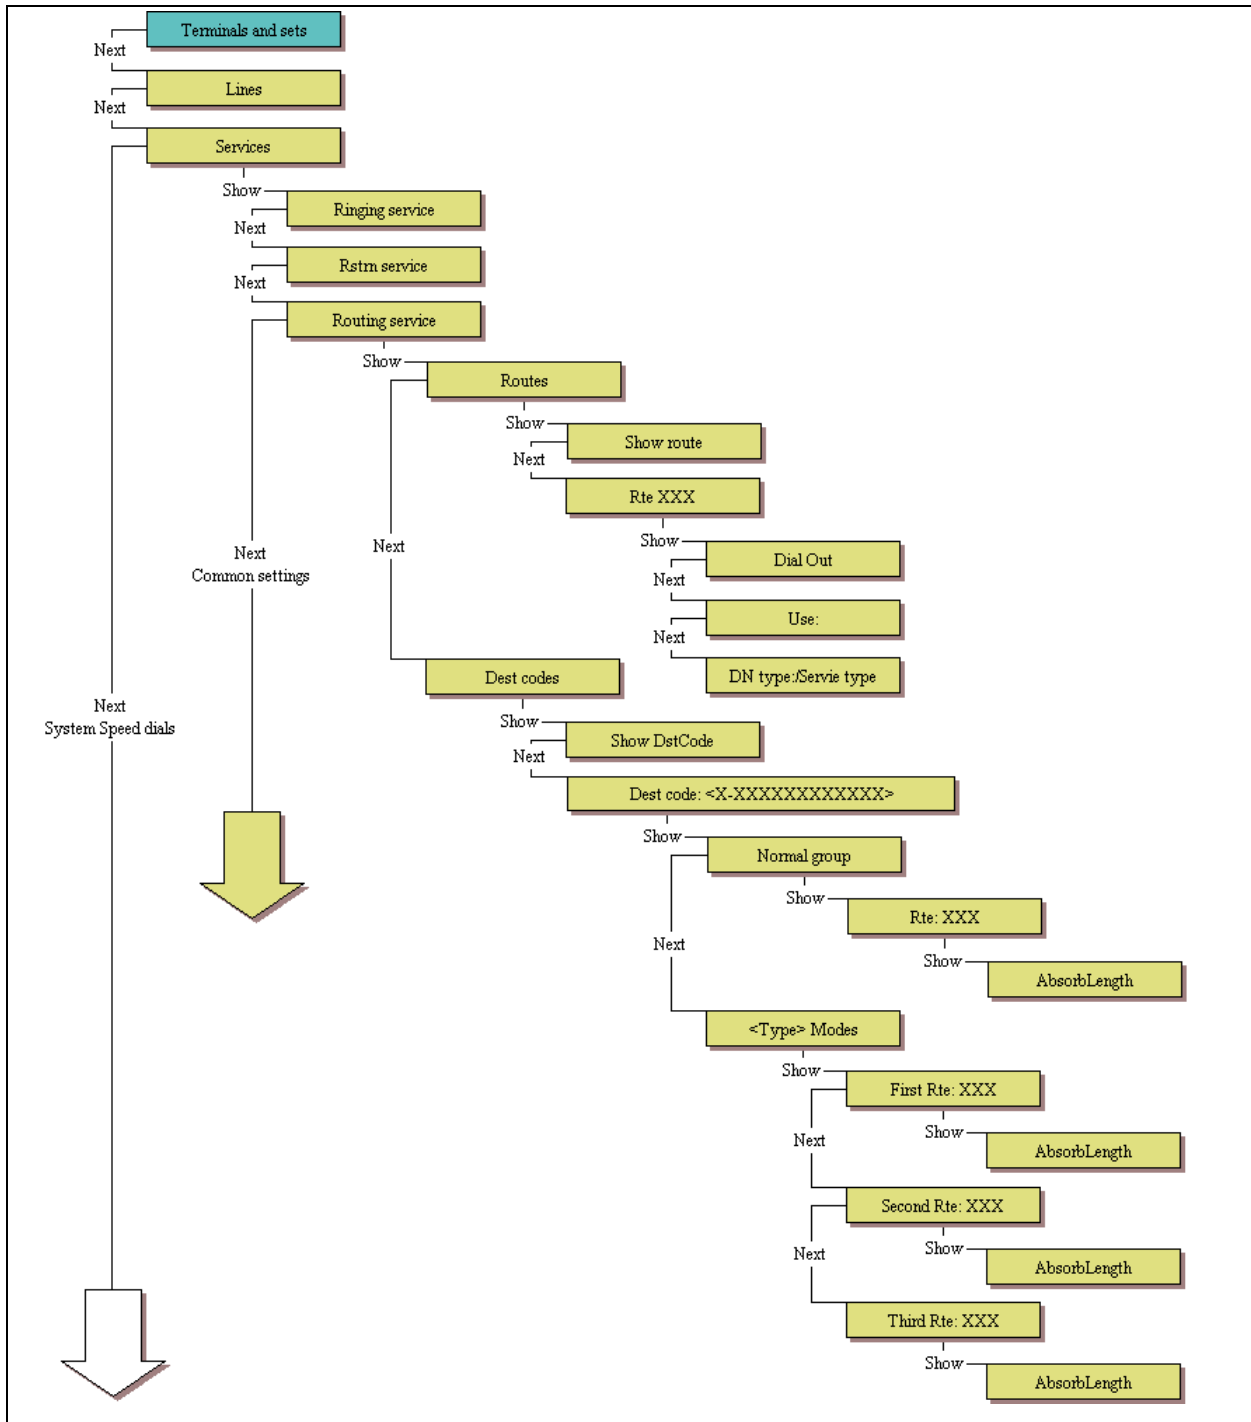 Terminals and sets
Next
Lines
Next
Services
Show
Ringing service
Next
Rstrn service
Next
Routing service
Show
Routes
Show
Show route
Next
Rte XXX
Show
Dial Out
Next
Use:
Next
DN type:/Servie type
Next
Next
Common settings
Dest codes
Next
System Speed dials
Show
Show DstCode
Next
Dest code: <X-XXXXXXXXXXXX>
Show
Normal group
Show
Rte: XXX
Show
AbsorbLength
Next
<Type> Modes
Show
First Rte: XXX
Show
AbsorbLength
Next
Second Rte: XXX
Show
AbsorbLength
Next
Third Rte: XXX
Show
AbsorbLength